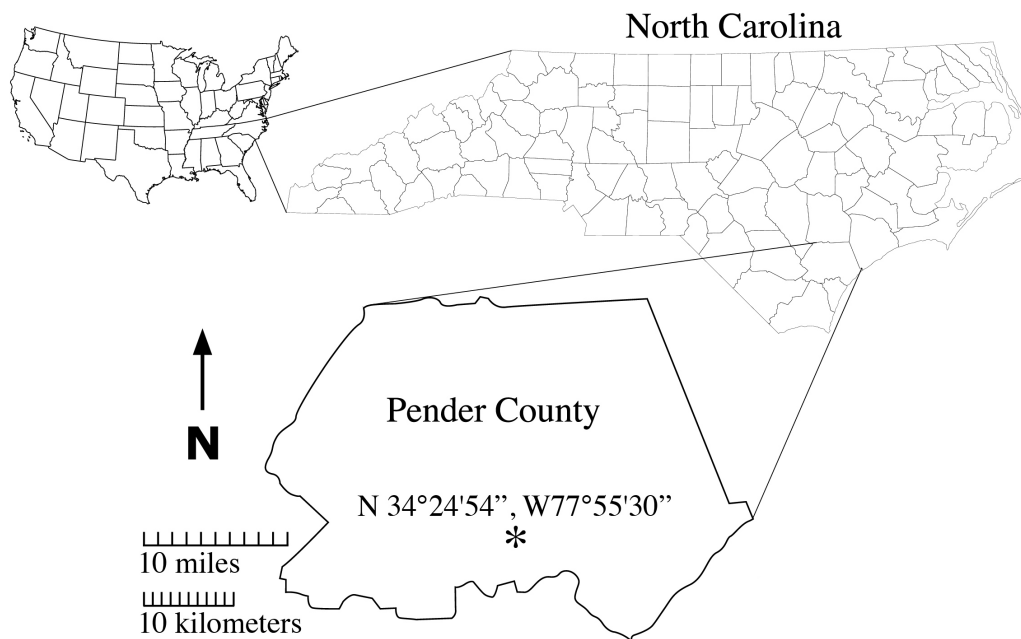 North Carolina
Pender County
N
N 34°24'54”, W77°55'30”
*
10 miles
10 kilometers